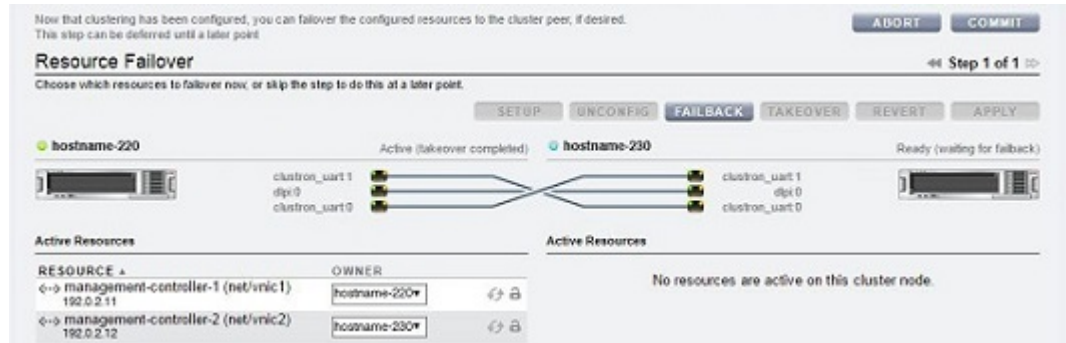 Now that clustering has been configured, you can failover the configured resources to the cluster peer, if desired.
This step can be deferred until a later point
ABORT COMMIT
Resource Failover
Step 1 of 1
Choose which resources to failover now, or skip the step to do this at a later point.
SETUP UNCONFIG FAILBACK TAKEOVER REVERT APPLY
hostname-220 Active (takeover completed)
hostname-230 Ready (waiting for failback)
clustron_uart:1 clustron_uart:1
dlpi:0 dlpi:0
clustron_uart:0 clustron_uart:0
Active Resources Active Resources
RESOURCE OWNER
management-controller-1 (net/vnic1) hostname-220
192.0.2.11
No resources are active on this cluster node.
management-controller-2 (net/vnic2) hostname-230
192.0.2.12